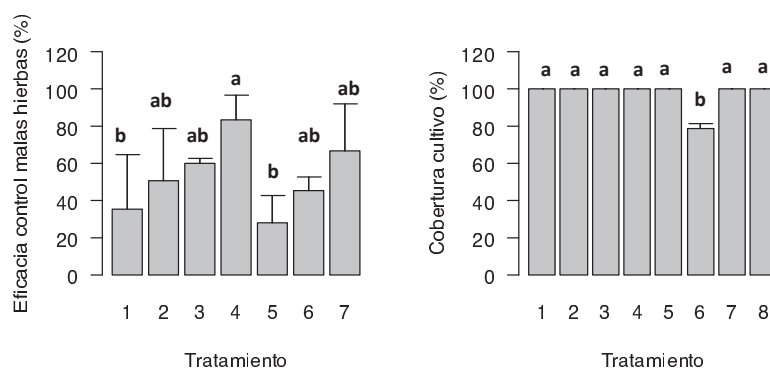 Eficacia control malas hierbas (%)
120
100
80
60
40
20
0
b
ab
ab
a
b
ab
ab
1 2 3 4 5 6 7
Tratamiento
Cobertura cultivo (%)
120
100
80
60
40
20
0
a a a a a b a a
1 2 3 4 5 6 7 8
Tratamiento